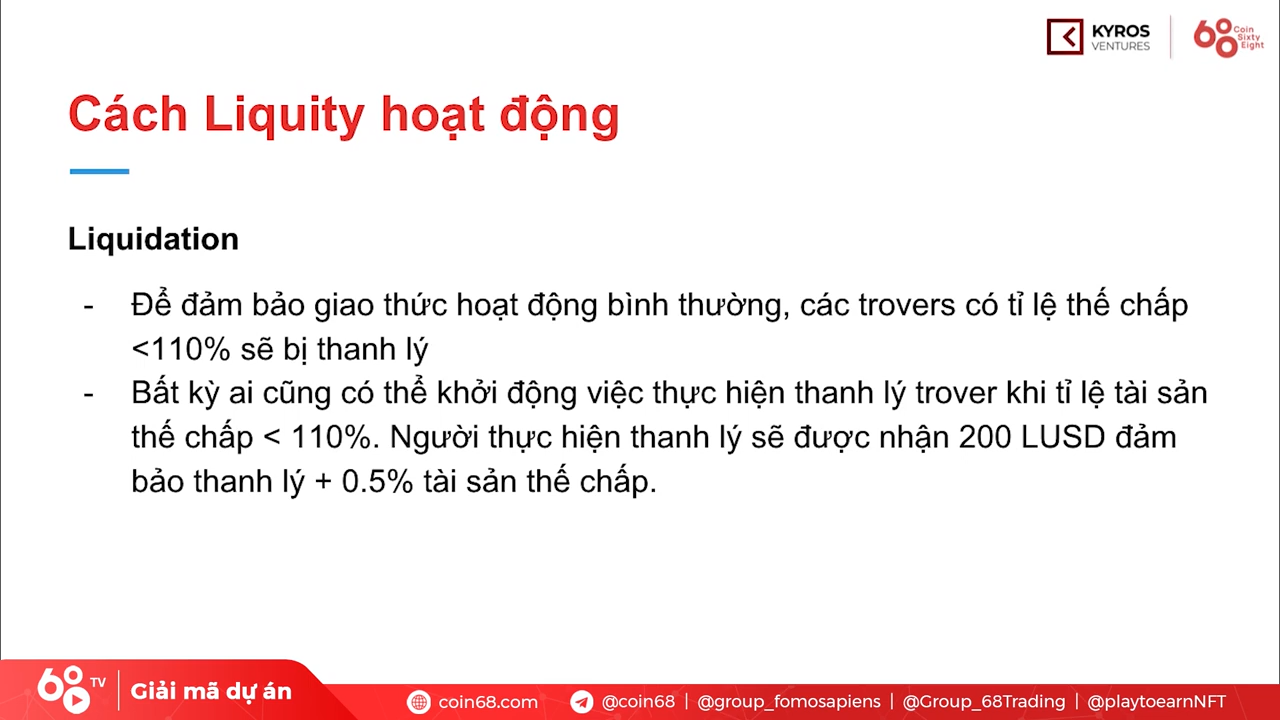 KYROS
VENTURES
68
Coin
Sixty
Eight
Cách Liquity hoạt động
Liquidation
- Để đảm bảo giao thức hoạt động bình thường, các trovers có tỉ lệ thế chấp
<110% sẽ bị thanh lý
- Bất kỳ ai cũng có thể khởi động việc thực hiện thanh lý trover khi tỉ lệ tài sản
thế chấp < 110%. Người thực hiện thanh lý sẽ được nhận 200 LUSD đảm
bảo thanh lý + 0.5% tài sản thế chấp.
68 TV | Giải mã dự án
coin68.com @coin68 | @group_fomosapiens | @Group_68Trading | @playtoearnNFT